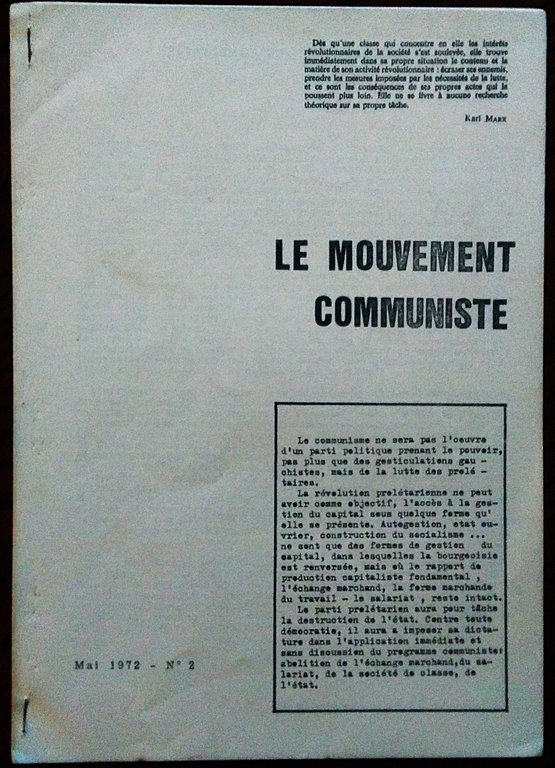 Dès qu'une classe qui concentre en elle les intérêts
révolutionnaires de la société s'est soulevée, elle trouve
immédiatement dans sa propre situation le contenu et la
matière de son activité révolutionnaire : écraser ses ennemis,
prendre les mesures imposées par les nécessités de la lutte,
et ce sont les conséquences de ses propres actes qui la
poussent plus loin. Elle ne se livre à aucune recherche
théorique sur sa propre tâche.
Karl MARX
LE MOUVEMENT
COMMUNISTE
Le communisme ne sera pas l'oeuvre
d'un parti politique prenant le pouvoir,
pas plus que des gesticulations gau -
chistes, mais de la lutte des prolé -
taires.
La révolution prolétarienne ne peut
avoir comme objectif, l'accès à la ges-
tion du capital sous quelque forme qu'
elle se présente. Autogestion, etat ou-
vrier, construction du socialisme ...
ne sont que des formes de gestion du
capital, dans lesquelles la bourgeoisie
est renversée, mais où le rapport de
production capitaliste fondamental ,
l'échange marchand, la forme marchande
du travail - le salariat , reste intact.
Le parti prolétarien aura pour tâche
la destruction de l'état. Contre toute
démocratie, il aura a imposer sa dicta-
ture dans l'application immédiate et
sans discussion du programme communiste:
abolition de l'échange marchand,du sa-
lariat, de la société de classe, de
l'état.
Mai 1972 - N° 2